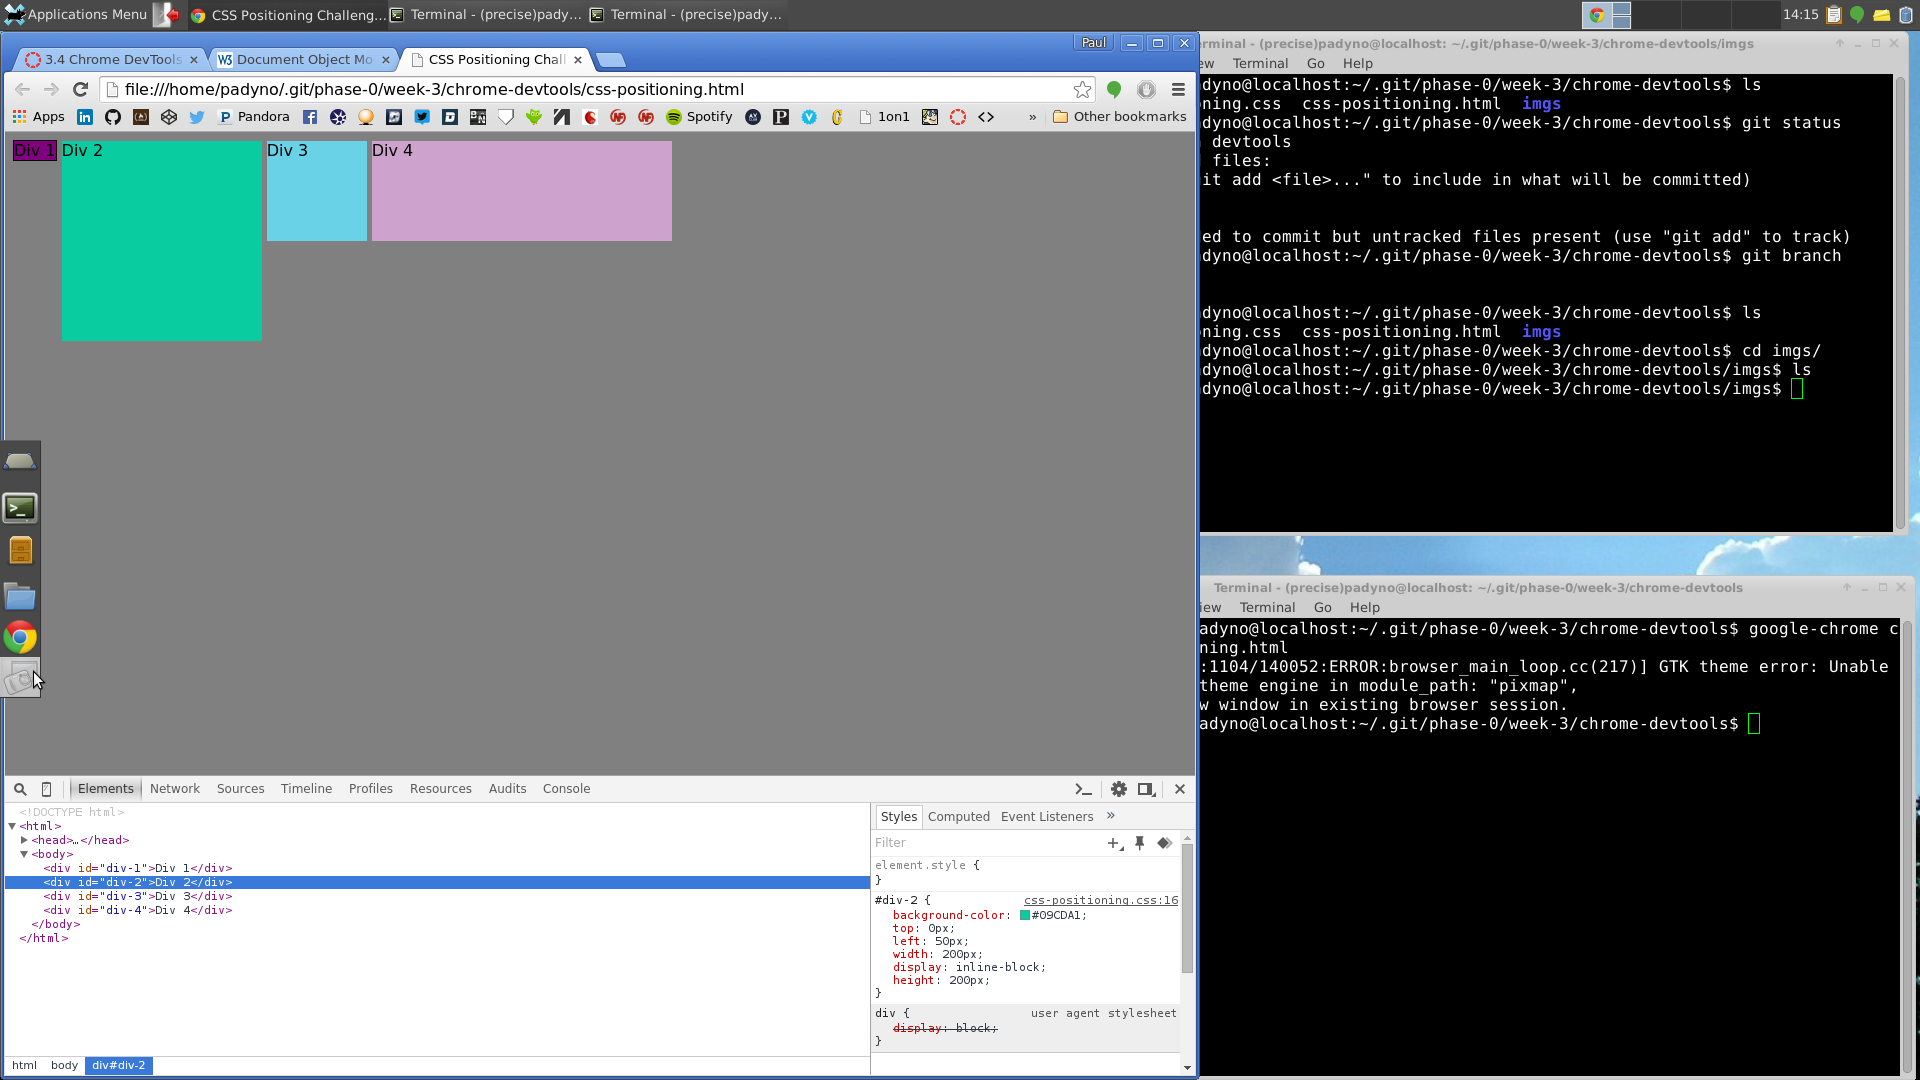 Applications Menu CSS Positioning Challeng... Terminal - (precise)pady... Terminal - (precise)pady... 14:15
Paul
3.4 Chrome DevTools Document Object Mo CSS Positioning Chal
file:///home/padyno/.git/phase-0/week-3/chrome-devtools/css-positioning.html
Apps Pandora Spotify 1on1 » Other bookmarks
Div 1 Div 2 Div 3 Div 4
Elements Network Sources Timeline Profiles Resources Audits Console
<!DOCTYPE html>
<html>
<head>…</head>
<body>
<div id="div-1">Div 1</div>
<div id="div-2">Div 2</div>
<div id="div-3">Div 3</div>
<div id="div-4">Div 4</div>
</body>
</html>
html body div#div-2
Styles Computed Event Listeners »
Filter
element.style {
}
#div-2 { css-positioning.css:16
background-color: #09CDA1;
top: 0px;
left: 50px;
width: 200px;
display: inline-block;
height: 200px;
}
div { user agent stylesheet
display: block;
}
erminal - (precise)padyno@localhost: ~/.git/phase-0/week-3/chrome-devtools/imgs
ew Terminal Go Help
dyno@localhost:~/.git/phase-0/week-3/chrome-devtools$ ls
ning.css css-positioning.html imgs
dyno@localhost:~/.git/phase-0/week-3/chrome-devtools$ git status
devtools
files:
it add <file>..." to include in what will be committed)
ed to commit but untracked files present (use "git add" to track)
dyno@localhost:~/.git/phase-0/week-3/chrome-devtools$ git branch
dyno@localhost:~/.git/phase-0/week-3/chrome-devtools$ ls
ning.css css-positioning.html imgs
dyno@localhost:~/.git/phase-0/week-3/chrome-devtools$ cd imgs/
dyno@localhost:~/.git/phase-0/week-3/chrome-devtools/imgs$ ls
dyno@localhost:~/.git/phase-0/week-3/chrome-devtools/imgs$
Terminal - (precise)padyno@localhost: ~/.git/phase-0/week-3/chrome-devtools
iew Terminal Go Help
adyno@localhost:~/.git/phase-0/week-3/chrome-devtools$ google-chrome c
ning.html
:1104/140052:ERROR:browser_main_loop.cc(217)] GTK theme error: Unable
theme engine in module_path: "pixmap",
w window in existing browser session.
adyno@localhost:~/.git/phase-0/week-3/chrome-devtools$